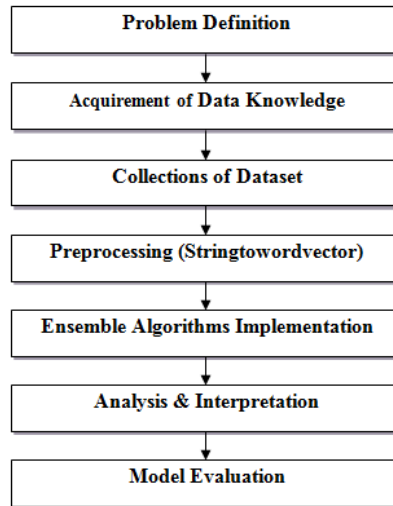 Problem Definition
Acquirement of Data Knowledge
Collections of Dataset
Preprocessing (Stringtowordvector)
Ensemble Algorithms Implementation
Analysis & Interpretation
Model Evaluation